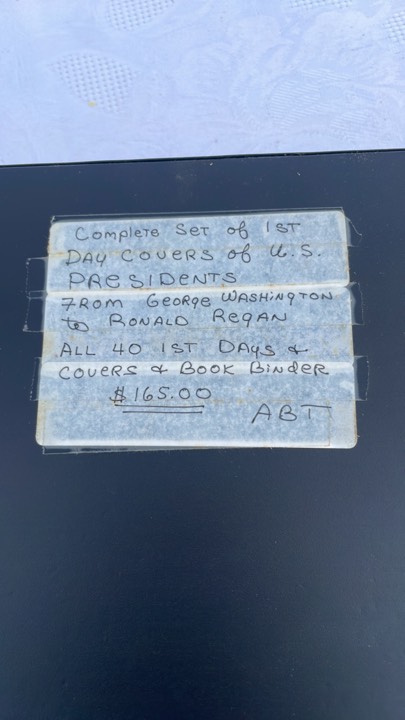 Complete Set of 1ST
DAY COVERS of U.S.
PRESIDENTS
FROM GEORGE WASHINGTON
to RONALD REGAN
ALL 40 1ST DAYS &
COVERS & BOOK BINDER
$165.00
ABT